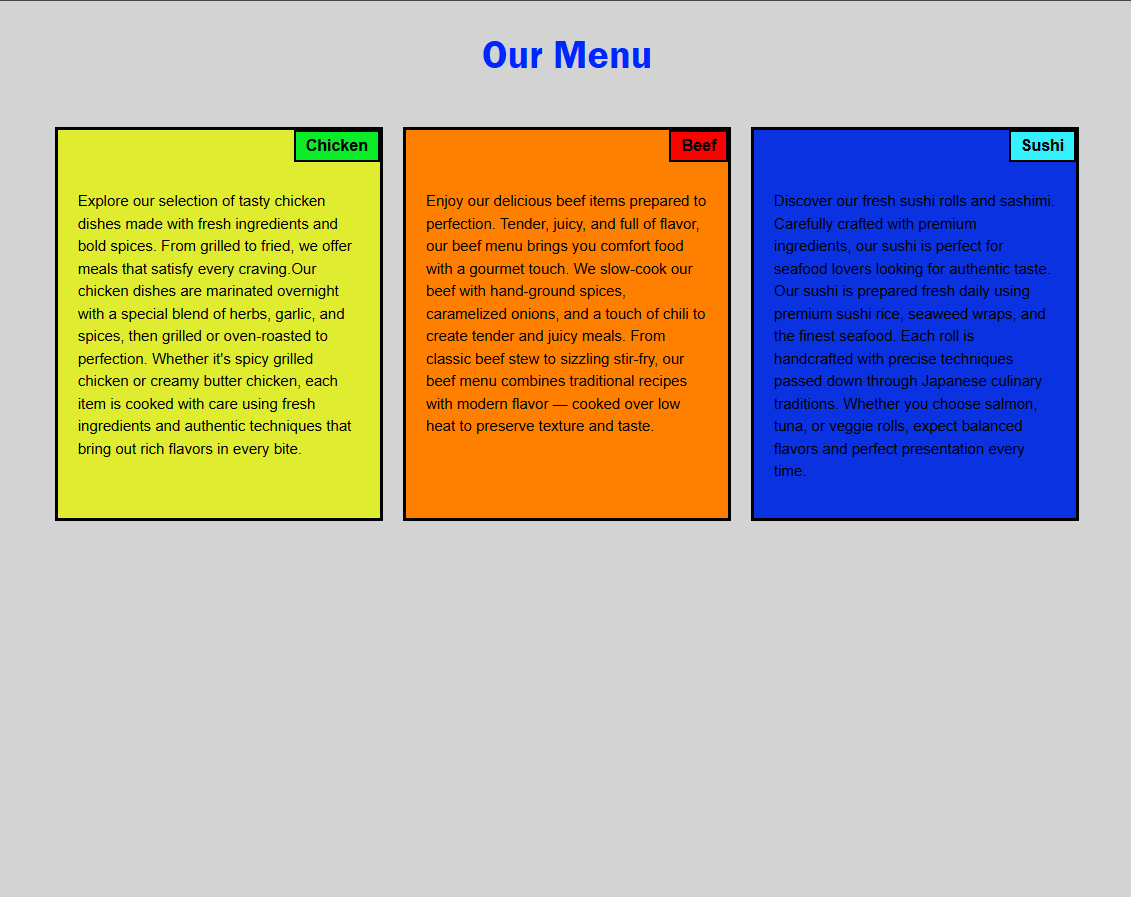 Our Menu
Chicken
Explore our selection of tasty chicken
dishes made with fresh ingredients and
bold spices. From grilled to fried, we offer
meals that satisfy every craving.Our
chicken dishes are marinated overnight
with a special blend of herbs, garlic, and
spices, then grilled or oven-roasted to
perfection. Whether it's spicy grilled
chicken or creamy butter chicken, each
item is cooked with care using fresh
ingredients and authentic techniques that
bring out rich flavors in every bite.
Beef
Enjoy our delicious beef items prepared to
perfection. Tender, juicy, and full of flavor,
our beef menu brings you comfort food
with a gourmet touch. We slow-cook our
beef with hand-ground spices,
caramelized onions, and a touch of chili to
create tender and juicy meals. From
classic beef stew to sizzling stir-fry, our
beef menu combines traditional recipes
with modern flavor — cooked over low
heat to preserve texture and taste.
Sushi
Discover our fresh sushi rolls and sashimi.
Carefully crafted with premium
ingredients, our sushi is perfect for
seafood lovers looking for authentic taste.
Our sushi is prepared fresh daily using
premium sushi rice, seaweed wraps, and
the finest seafood. Each roll is
handcrafted with precise techniques
passed down through Japanese culinary
traditions. Whether you choose salmon,
tuna, or veggie rolls, expect balanced
flavors and perfect presentation every
time.